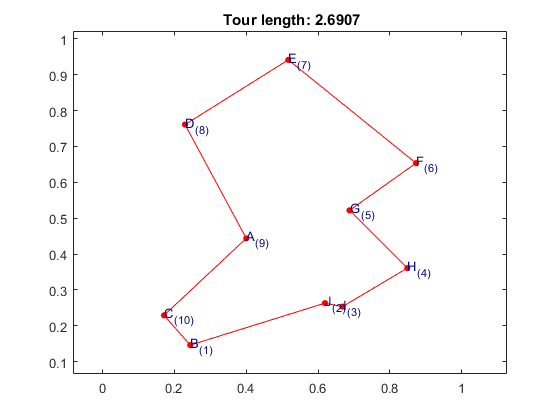 Tour length: 2.6907
1
0.9
0.8
0.7
0.6
0.5
0.4
0.3
0.2
0.1
E(7)
D(8)
F(6)
G(5)
A(9)
H(4)
J(2)
I(3)
C(10)
B(1)
0
0.2
0.4
0.6
0.8
1